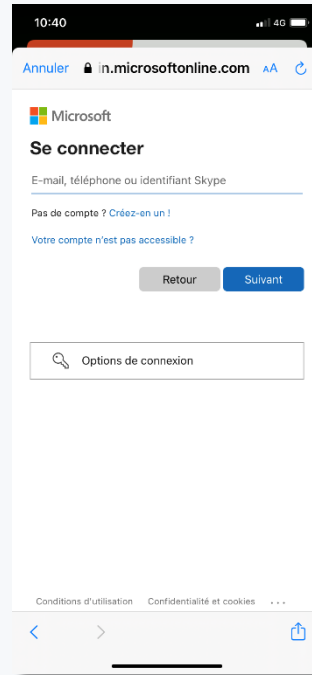 10:40
4G
Annuler in.microsoftonline.com AA
Microsoft
Se connecter
E-mail, téléphone ou identifiant Skype
Pas de compte ? Créez-en un !
Votre compte n'est pas accessible ?
Retour
Suivant
Options de connexion
Conditions d'utilisation Confidentialité et cookies ...